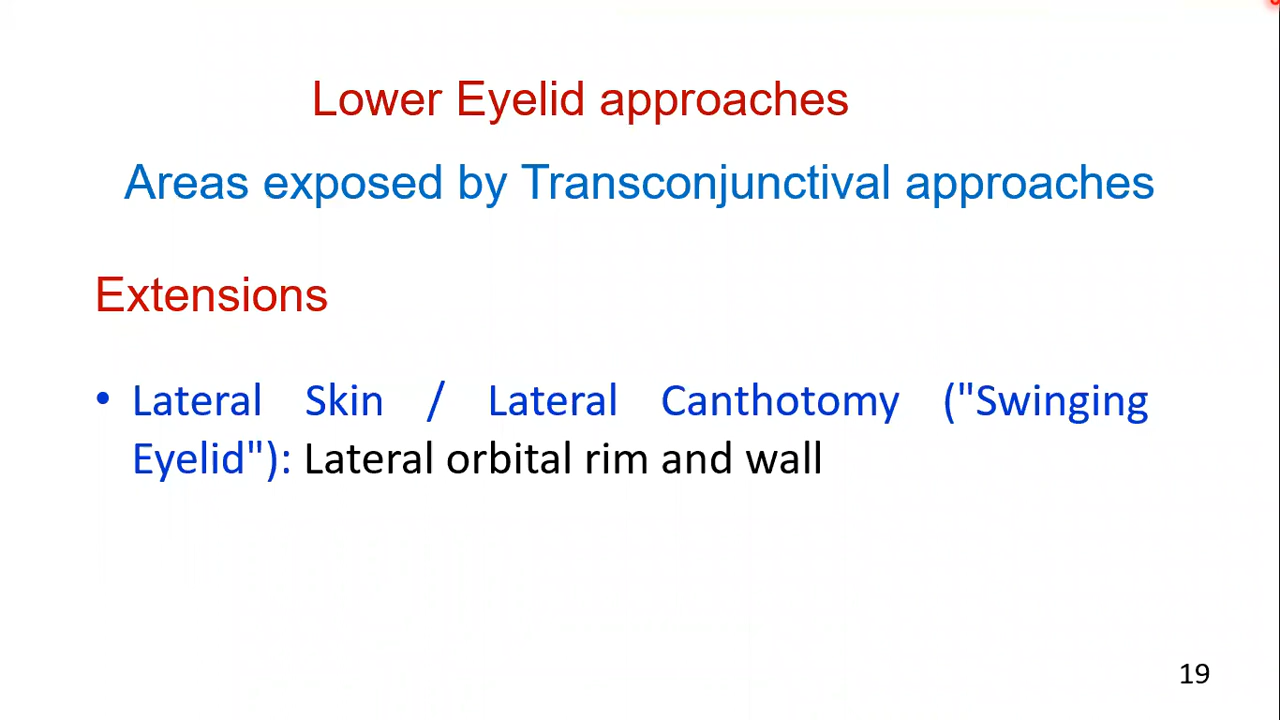 Lower Eyelid approaches
Areas exposed by Transconjunctival approaches
Extensions
• Lateral Skin / Lateral Canthotomy ("Swinging
Eyelid"): Lateral orbital rim and wall
19